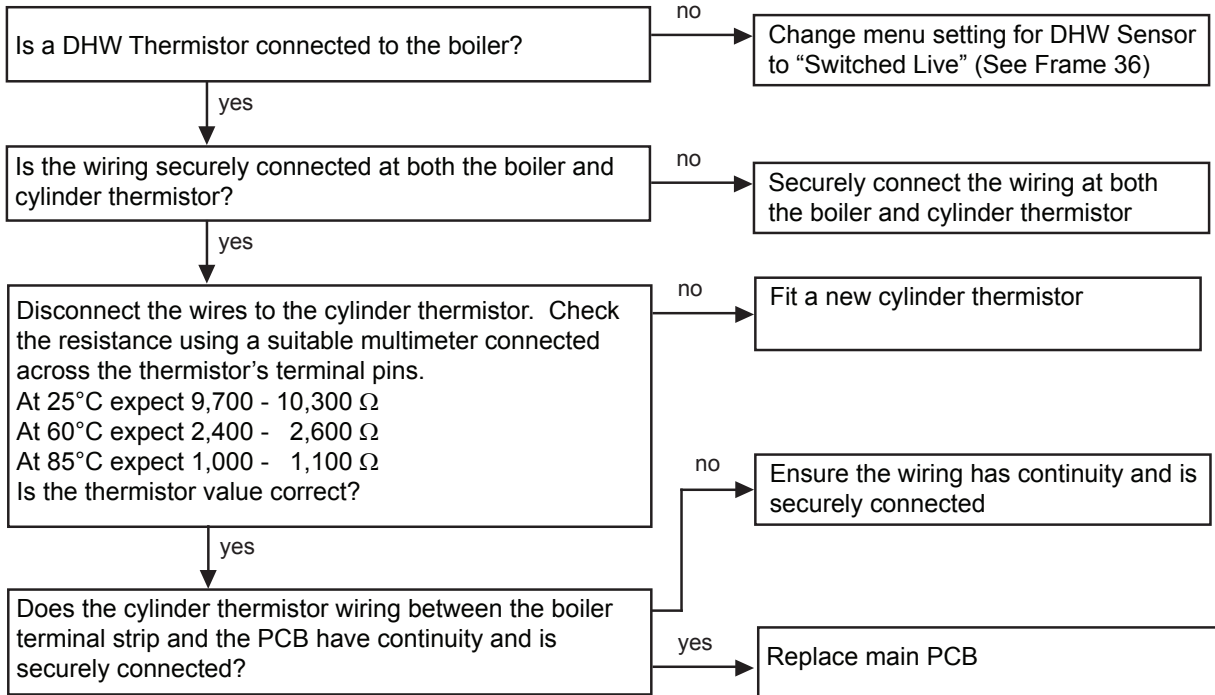 Is a DHW Thermistor connected to the boiler?
no
Change menu setting for DHW Sensor
to “Switched Live” (See Frame 36)
yes
Is the wiring securely connected at both the boiler and
cylinder thermistor?
no
Securely connect the wiring at both
the boiler and cylinder thermistor
yes
Disconnect the wires to the cylinder thermistor.  Check
the resistance using a suitable multimeter connected
across the thermistor’s terminal pins.
At 25°C expect 9,700 - 10,300 Ω
At 60°C expect 2,400 -   2,600 Ω
At 85°C expect 1,000 -   1,100 Ω
Is the thermistor value correct?
no
Fit a new cylinder thermistor
yes
Does the cylinder thermistor wiring between the boiler
terminal strip and the PCB have continuity and is
securely connected?
no
Ensure the wiring has continuity and is
securely connected
yes
Replace main PCB